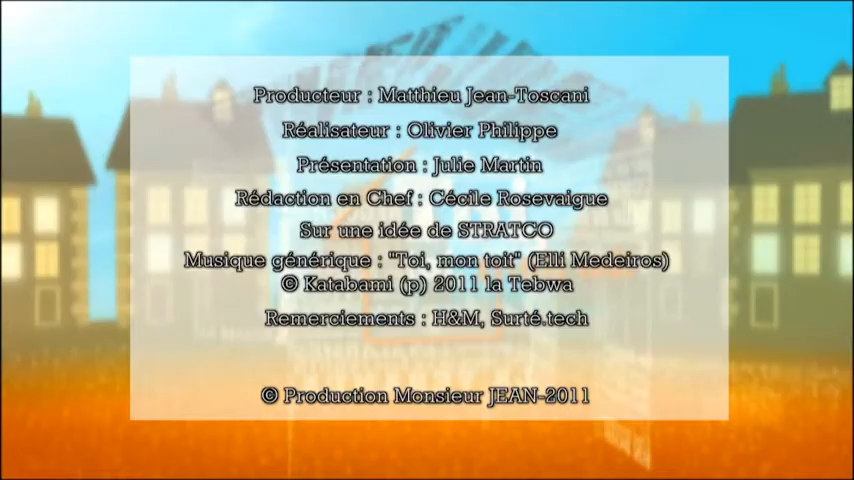 Producteur : Matthieu Jean-Toscani
Réalisateur : Olivier Philippe
Présentation : Julie Martin
Rédaction en Chef : Cécile Rosevaigue
Sur une idée de STRATCO
Musique générique : "Toi, mon toit" (Elli Medeiros)
© Katabami (p) 2011 la Tebwa
Remerciements : H&M, Surté.tech
© Production Monsieur JEAN-2011